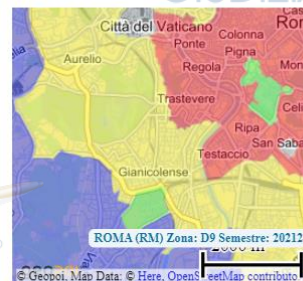 Città del Vaticano
Colonna
Ponte
Pigna
Aurelio
Regola
Trastevere
Ripa
Testaccio
San Saba
Gianicolense
ROMA (RM) Zona: D9 Semestre: 20212
© Geopoi, Map Data: © Here, OpenStreetMap contributo